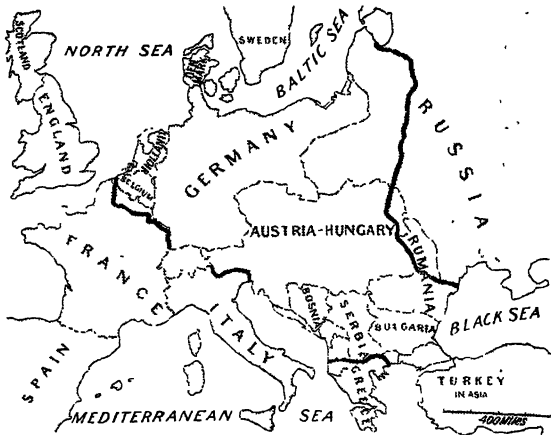 SCOTLAND
NORTH SEA
SWEDEN
BALTIC SEA
DENMARK
ENGLAND
HOLLAND
BELGIUM
GERMANY
RUSSIA
AUSTRIA-HUNGARY
FRANCE
RUMANIA
ITALY
BOSNIA
SERBIA
BULGARIA
BLACK SEA
SPAIN
GREECE
TURKEY
IN ASIA
MEDITERRANEAN SEA
400 MILES